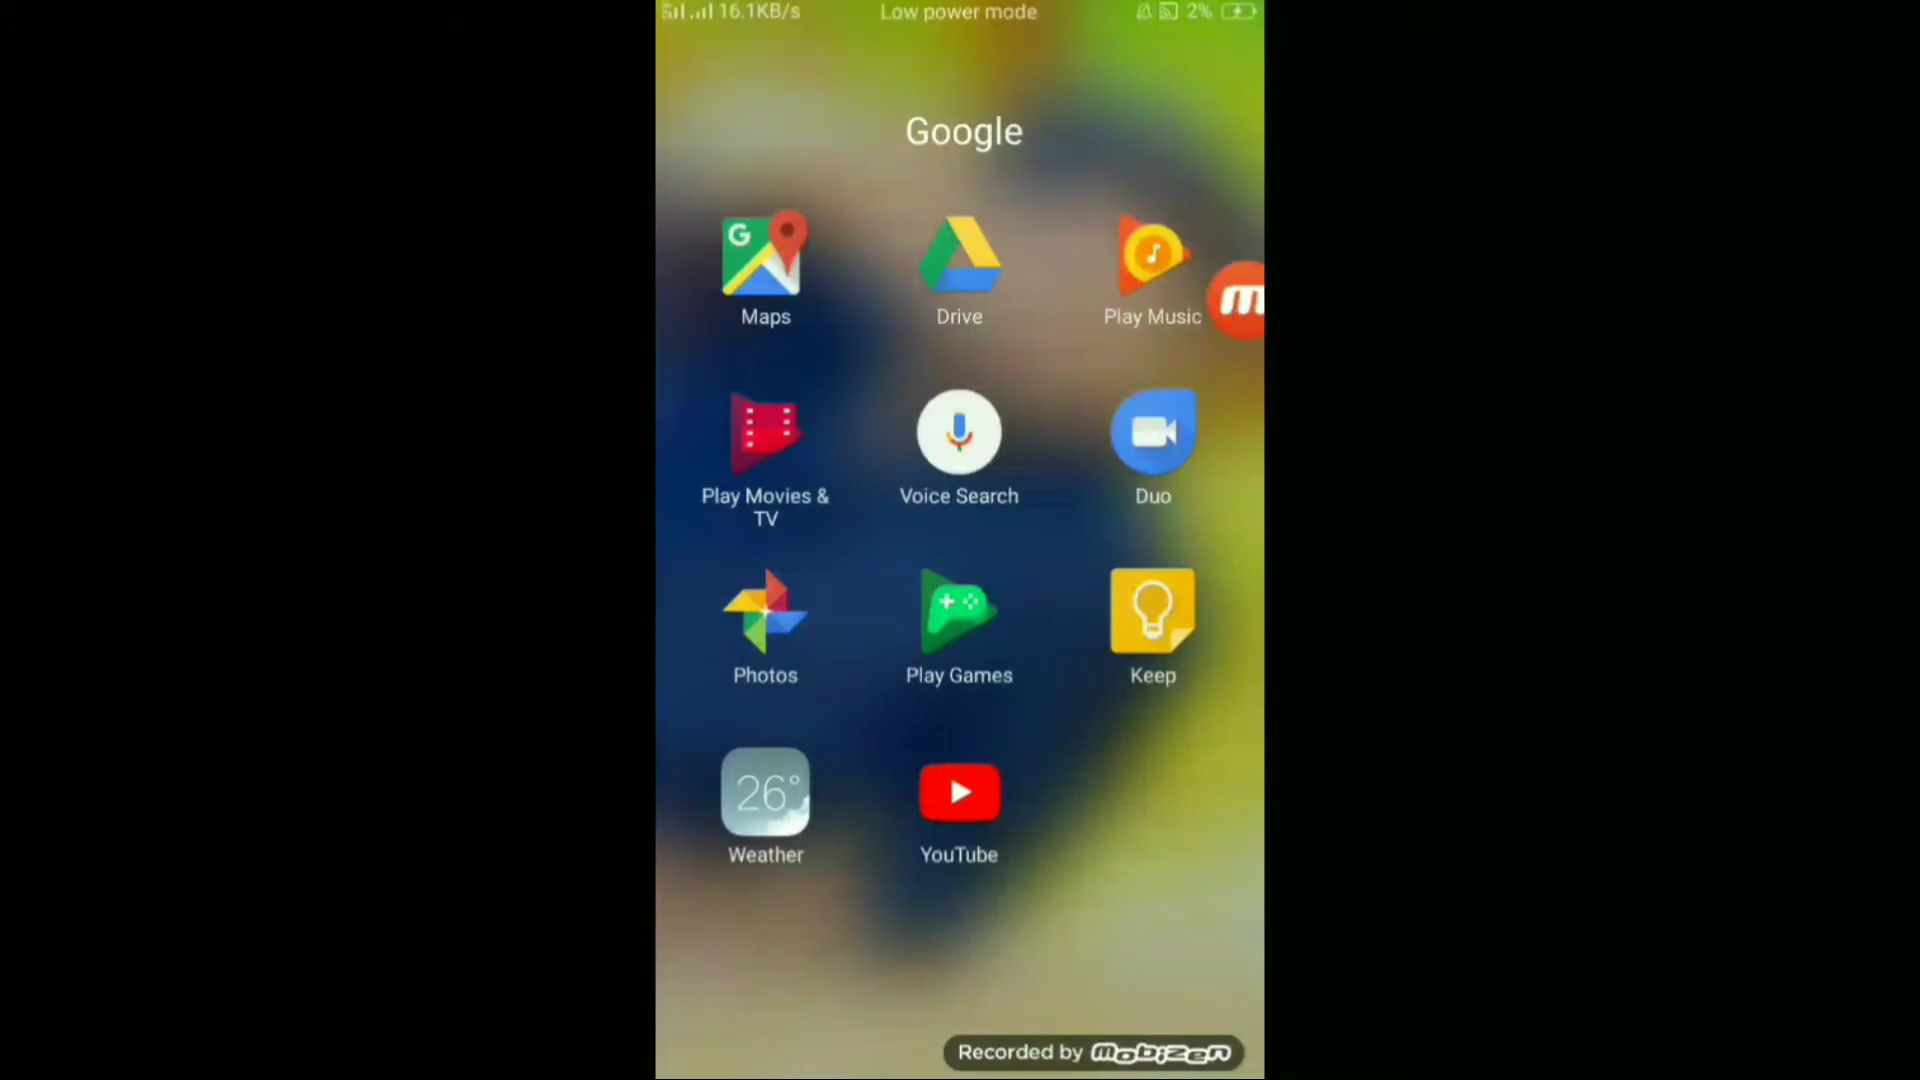 16.1KB/s Low power mode 2%
Google
G
Maps Drive Play Music
m
Play Movies &
TV
Voice Search Duo
Photos Play Games Keep
26°
Weather YouTube
Recorded by mobizen